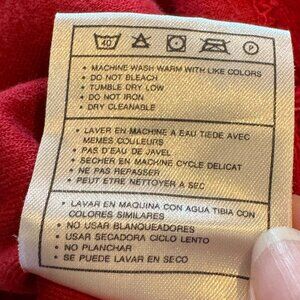 40
P
• MACHINE WASH WARM WITH LIKE COLORS
• DO NOT BLEACH
• TUMBLE DRY LOW
• DO NOT IRON
• DRY CLEANABLE
• LAVER EN MACHINE A EAU TIEDE AVEC
MEMES COULEURS
• PAS D'EAU DE JAVEL
• SECHER EN MACHINE CYCLE DELICAT
• NE PAS REPASSER
• PEUT ETRE NETTOYER A SEC
• LAVAR EN MAQUINA CON AGUA TIBIA CON
COLORES SIMILARES
• NO USAR BLANQUEADORES
• USAR SECADORA CICLO LENTO
• NO PLANCHAR
• SE PUEDE LAVAR EN SECO